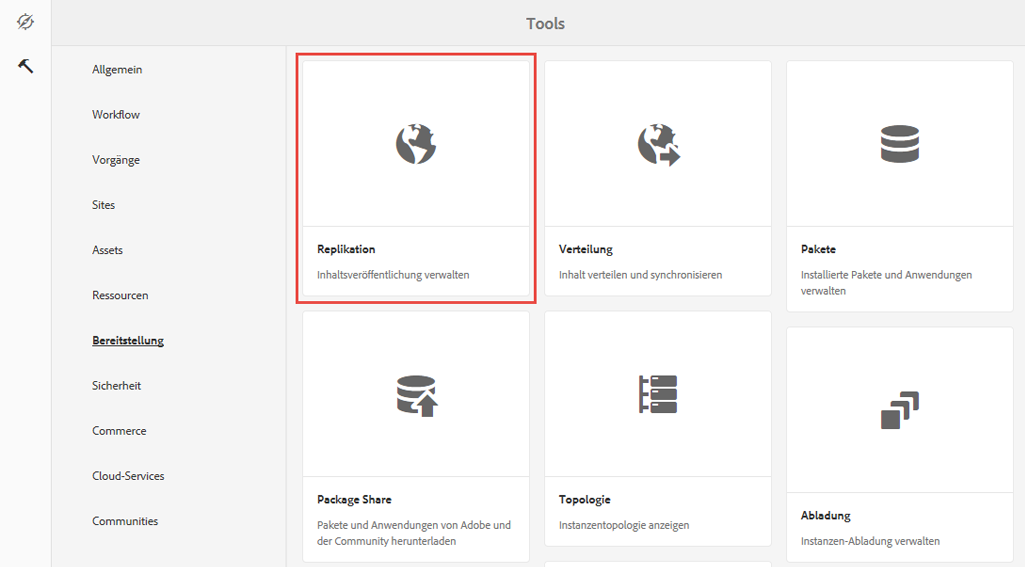 Tools
Allgemein
Workflow
Vorgänge
Sites
Assets
Ressourcen
Bereitstellung
Sicherheit
Commerce
Cloud-Services
Communities
Replikation
Inhaltsveröffentlichung verwalten
Verteilung
Inhalt verteilen und synchronisieren
Pakete
Installierte Pakete und Anwendungen
verwalten
Package Share
Pakete und Anwendungen von Adobe und
der Community herunterladen
Topologie
Instanzentopologie anzeigen
Abladung
Instanzen-Abladung verwalten